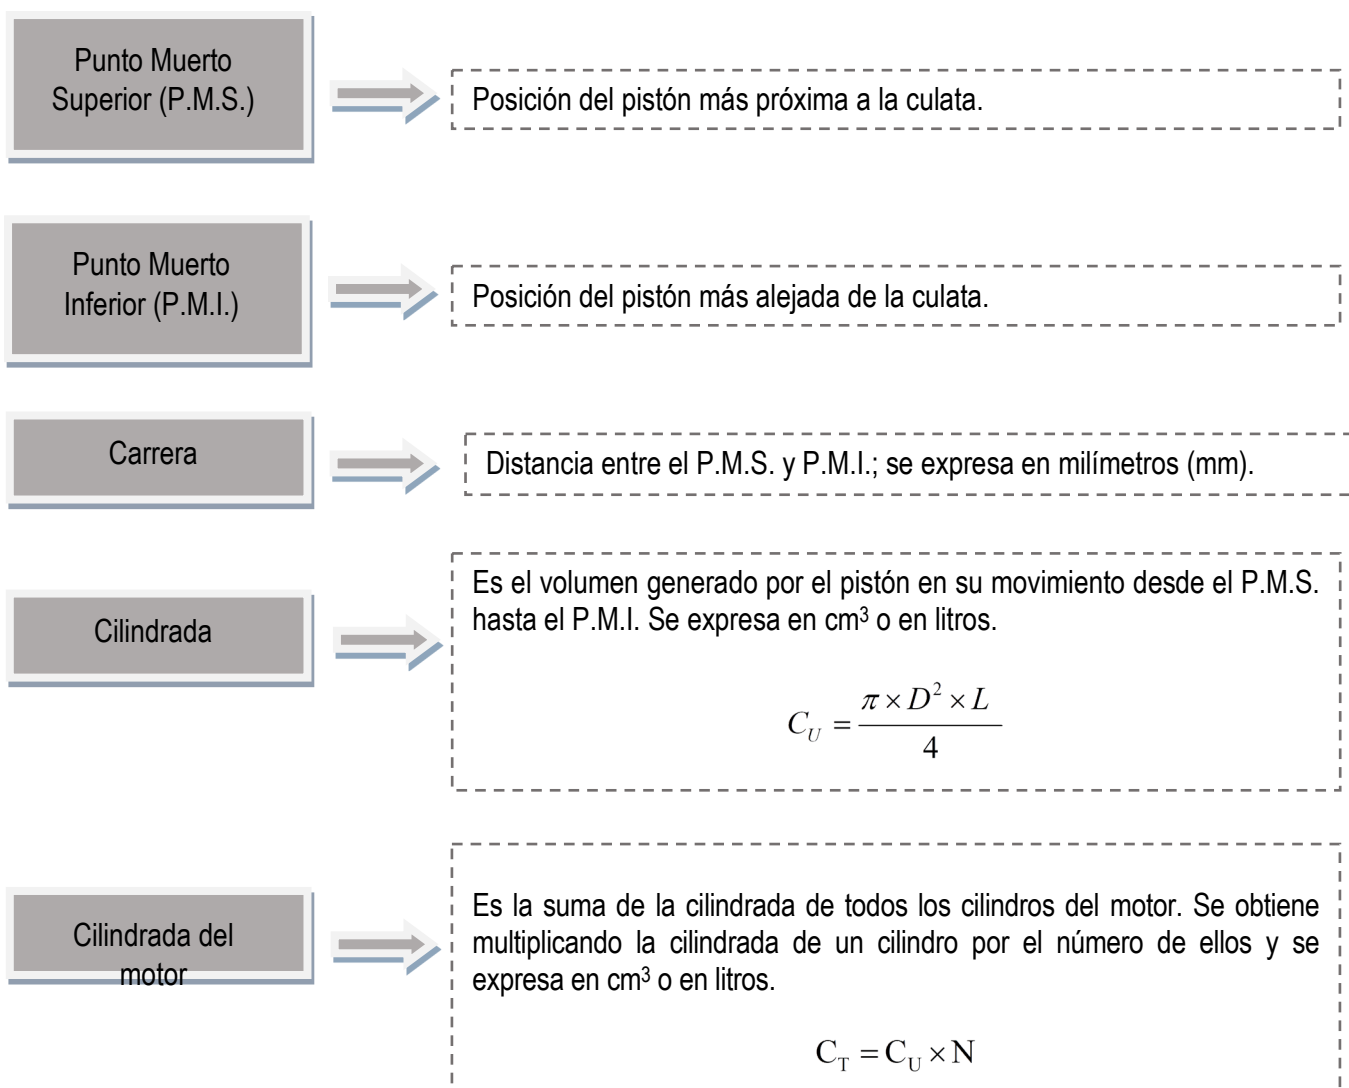 Punto Muerto
Superior (P.M.S.)
Posición del pistón más próxima a la culata.
Punto Muerto
Inferior (P.M.I.)
Posición del pistón más alejada de la culata.
Carrera
Distancia entre el P.M.S. y P.M.I.; se expresa en milímetros (mm).
Cilindrada
Es el volumen generado por el pistón en su movimiento desde el P.M.S.
hasta el P.M.I. Se expresa en cm³ o en litros.
C_U = (π × D² × L) / 4
Cilindrada del
motor
Es la suma de la cilindrada de todos los cilindros del motor. Se obtiene
multiplicando la cilindrada de un cilindro por el número de ellos y se
expresa en cm³ o en litros.
C_T = C_U × N